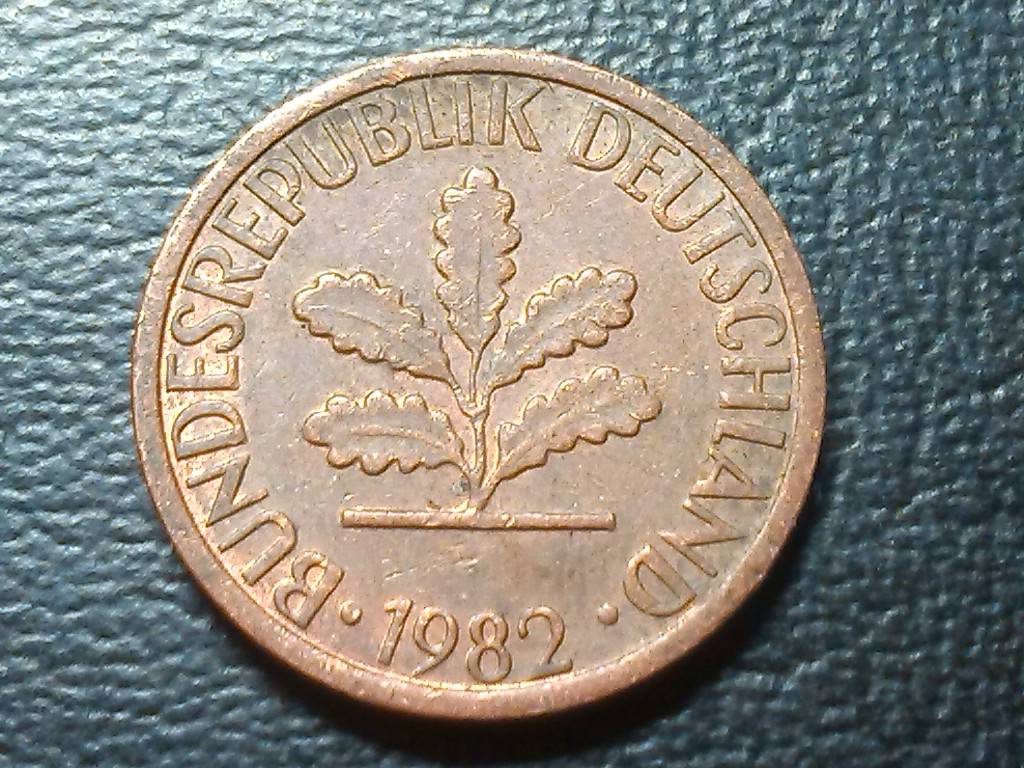 · BUNDESREPUBLIK DEUTSCHLAND ·
1982